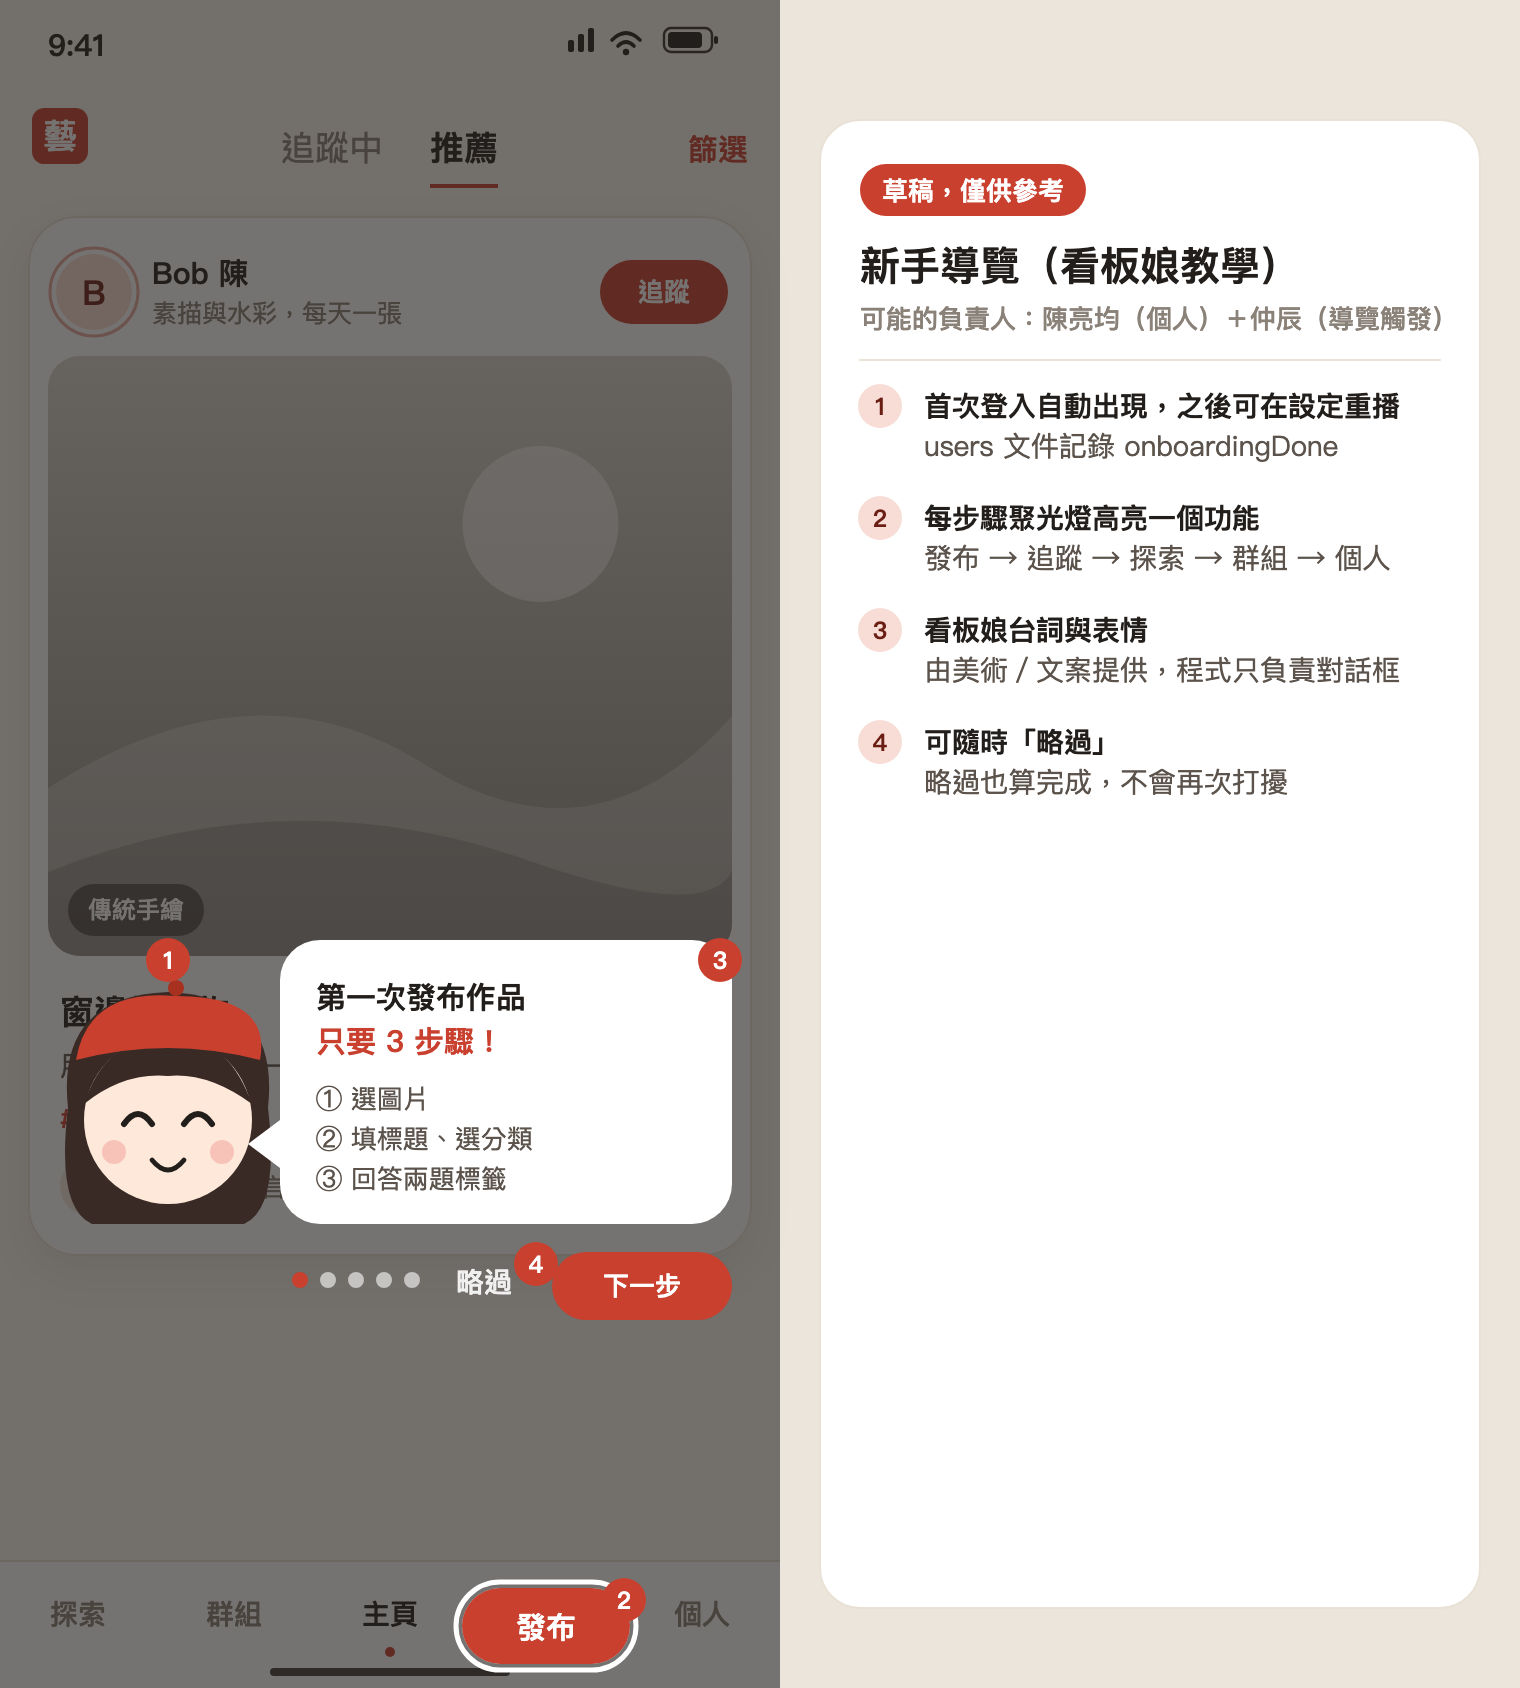 9:41
藝
追蹤中
推薦
篩選
B
Bob 陳
素描與水彩，每天一張
追蹤
傳統手繪
1
3
窗
第一次發布作品
只要 3 步驟！
① 選圖片
② 填標題、選分類
③ 回答兩題標籤
略過
4
下一步
探索
群組
主頁
發布
2
個人
草稿，僅供參考
新手導覽（看板娘教學）
可能的負責人：陳亮均（個人）＋仲辰（導覽觸發）
1
首次登入自動出現，之後可在設定重播
users 文件記錄 onboardingDone
2
每步驟聚光燈高亮一個功能
發布 → 追蹤 → 探索 → 群組 → 個人
3
看板娘台詞與表情
由美術 / 文案提供，程式只負責對話框
4
可隨時「略過」
略過也算完成，不會再次打擾